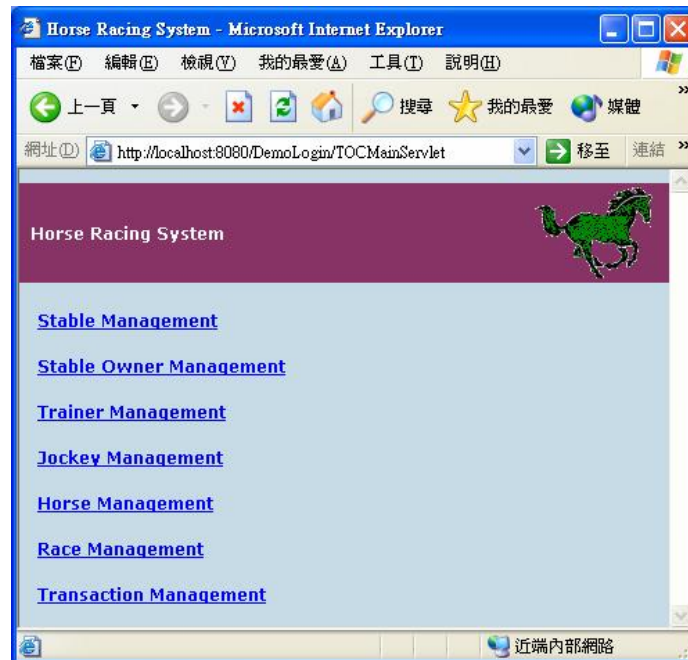 Horse Racing System - Microsoft Internet Explorer
檔案(F) 編輯(E) 檢視(V) 我的最愛(A) 工具(T) 說明(H)
上一頁 搜尋 我的最愛 媒體 »
網址(D) http://localhost:8080/DemoLogin/TOCMainServlet 移至 連結 »
Horse Racing System
Stable Management
Stable Owner Management
Trainer Management
Jockey Management
Horse Management
Race Management
Transaction Management
近端內部網路